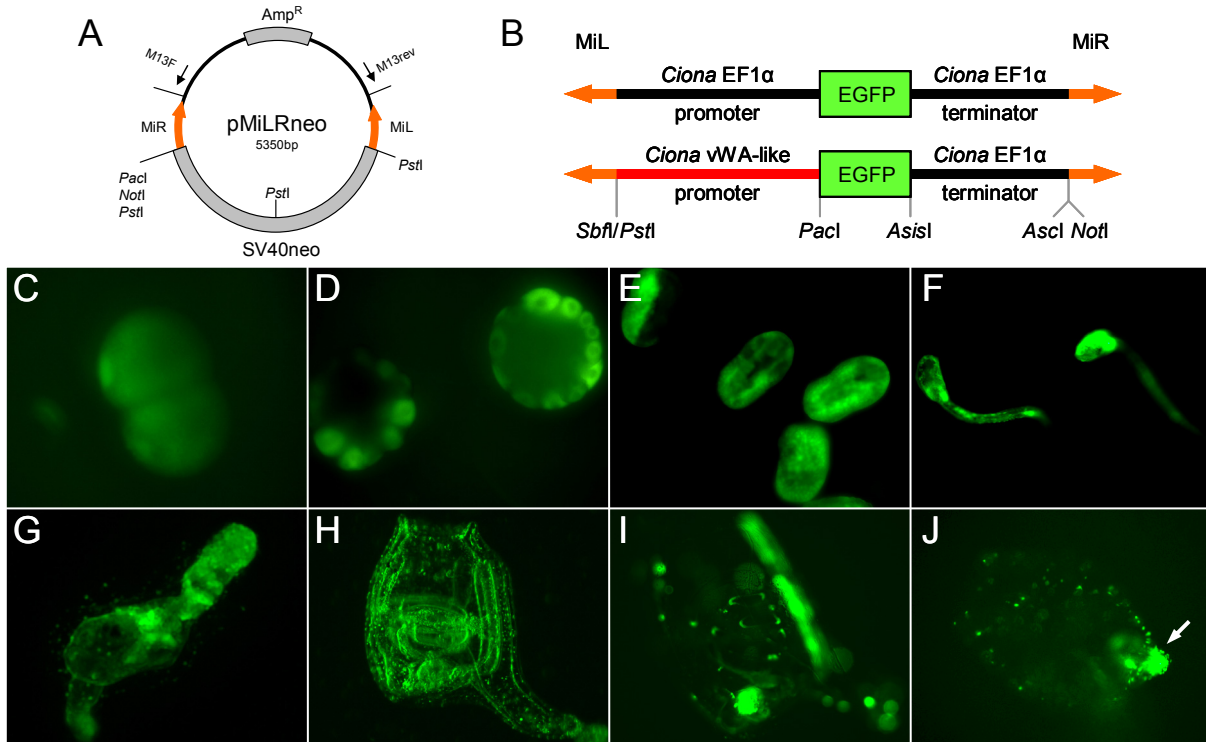 A
Amp^R
M13F
M13rev
MiR
pMiLRneo
5350bp
MiL
PacI
NotI
PstI
PstI
PstI
SV40neo
B
MiL
MiR
Ciona EF1α
promoter
EGFP
Ciona EF1α
terminator
Ciona vWA-like
promoter
EGFP
Ciona EF1α
terminator
SbfI/PstI
PacI
AsisI
AscI NotI
C
D
E
F
G
H
I
J